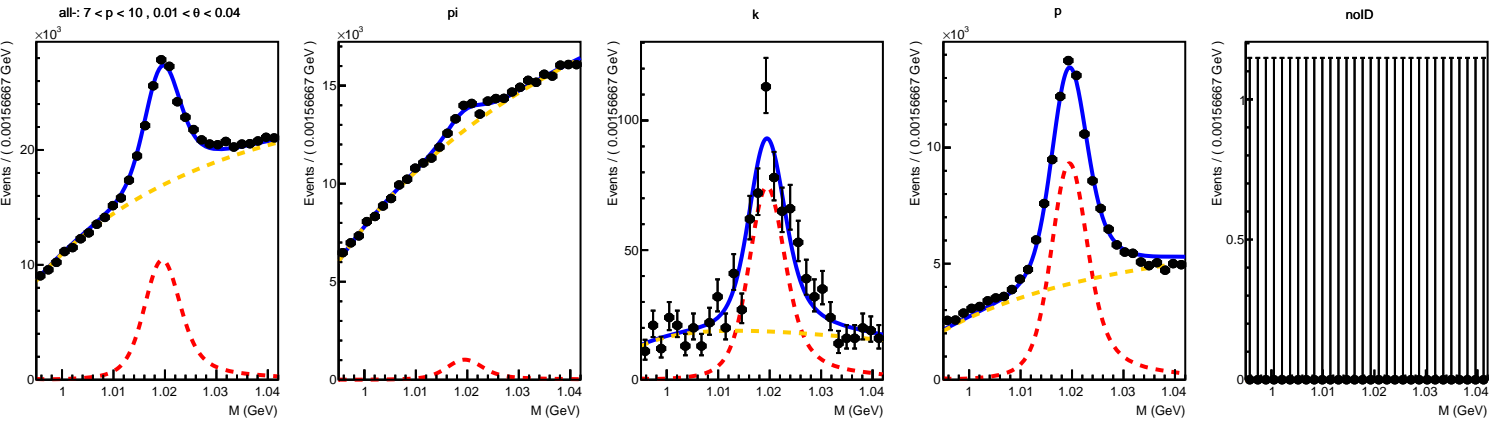 all-: 7 < p < 10 , 0.01 < θ < 0.04
×10³
Events / ( 0.00156667 GeV )
20
10
0
1 1.01 1.02 1.03 1.04
M (GeV)
pi
×10³
Events / ( 0.00156667 GeV )
15
10
5
0
1 1.01 1.02 1.03 1.04
M (GeV)
k
Events / ( 0.00156667 GeV )
100
50
0
1 1.01 1.02 1.03 1.04
M (GeV)
p
×10³
Events / ( 0.00156667 GeV )
10
5
0
1 1.01 1.02 1.03 1.04
M (GeV)
noID
Events / ( 0.00156667 GeV )
1
0.5
0
1 1.01 1.02 1.03 1.04
M (GeV)